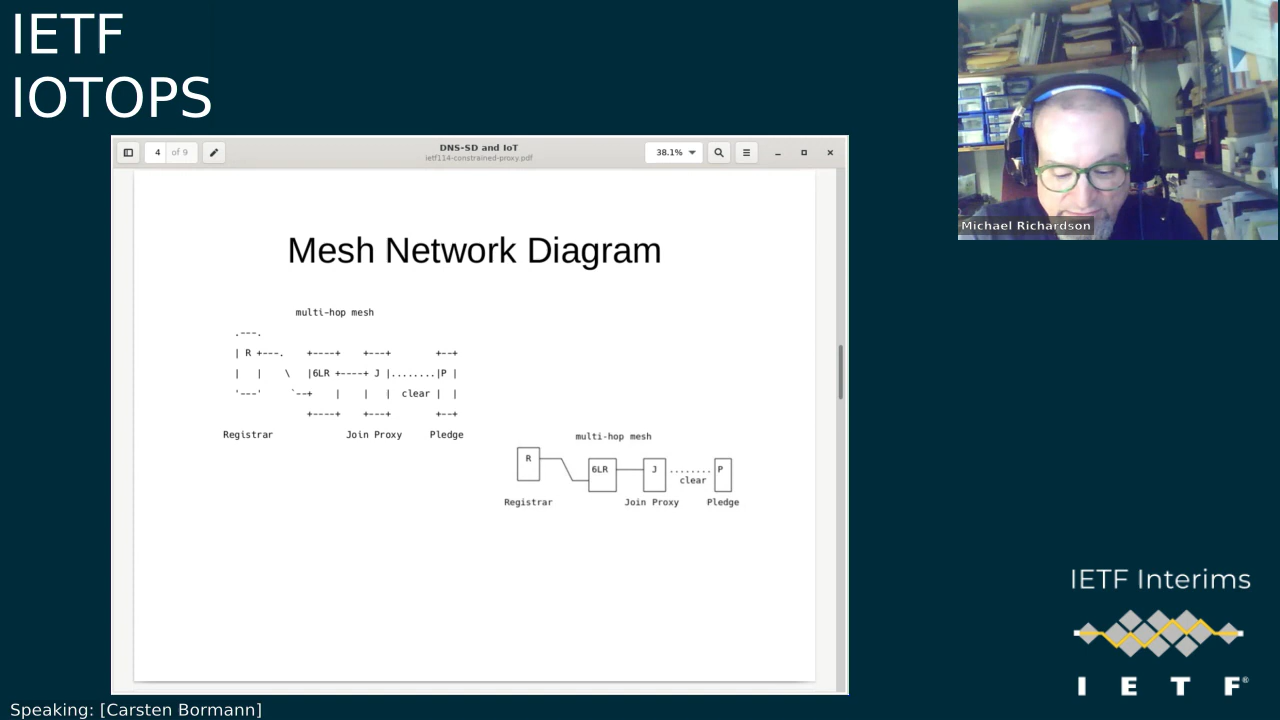 IETF
IOTOPS
4 of 9
DNS-SD and IoT
ietf114-constrained-proxy.pdf
38.1%
Mesh Network Diagram
multi-hop mesh
.---.
| R +---.    +----+    +---+        +--+
|   |    \   |6LR +----+ J |........|P |
'---'     `--+    |    |   |  clear |  |
+----+    +---+        +--+
Registrar             Join Proxy     Pledge
multi-hop mesh
R 6LR J ........ P
clear
Registrar Join Proxy Pledge
Michael Richardson
IETF Interims
I E T F®
Speaking: [Carsten Bormann]